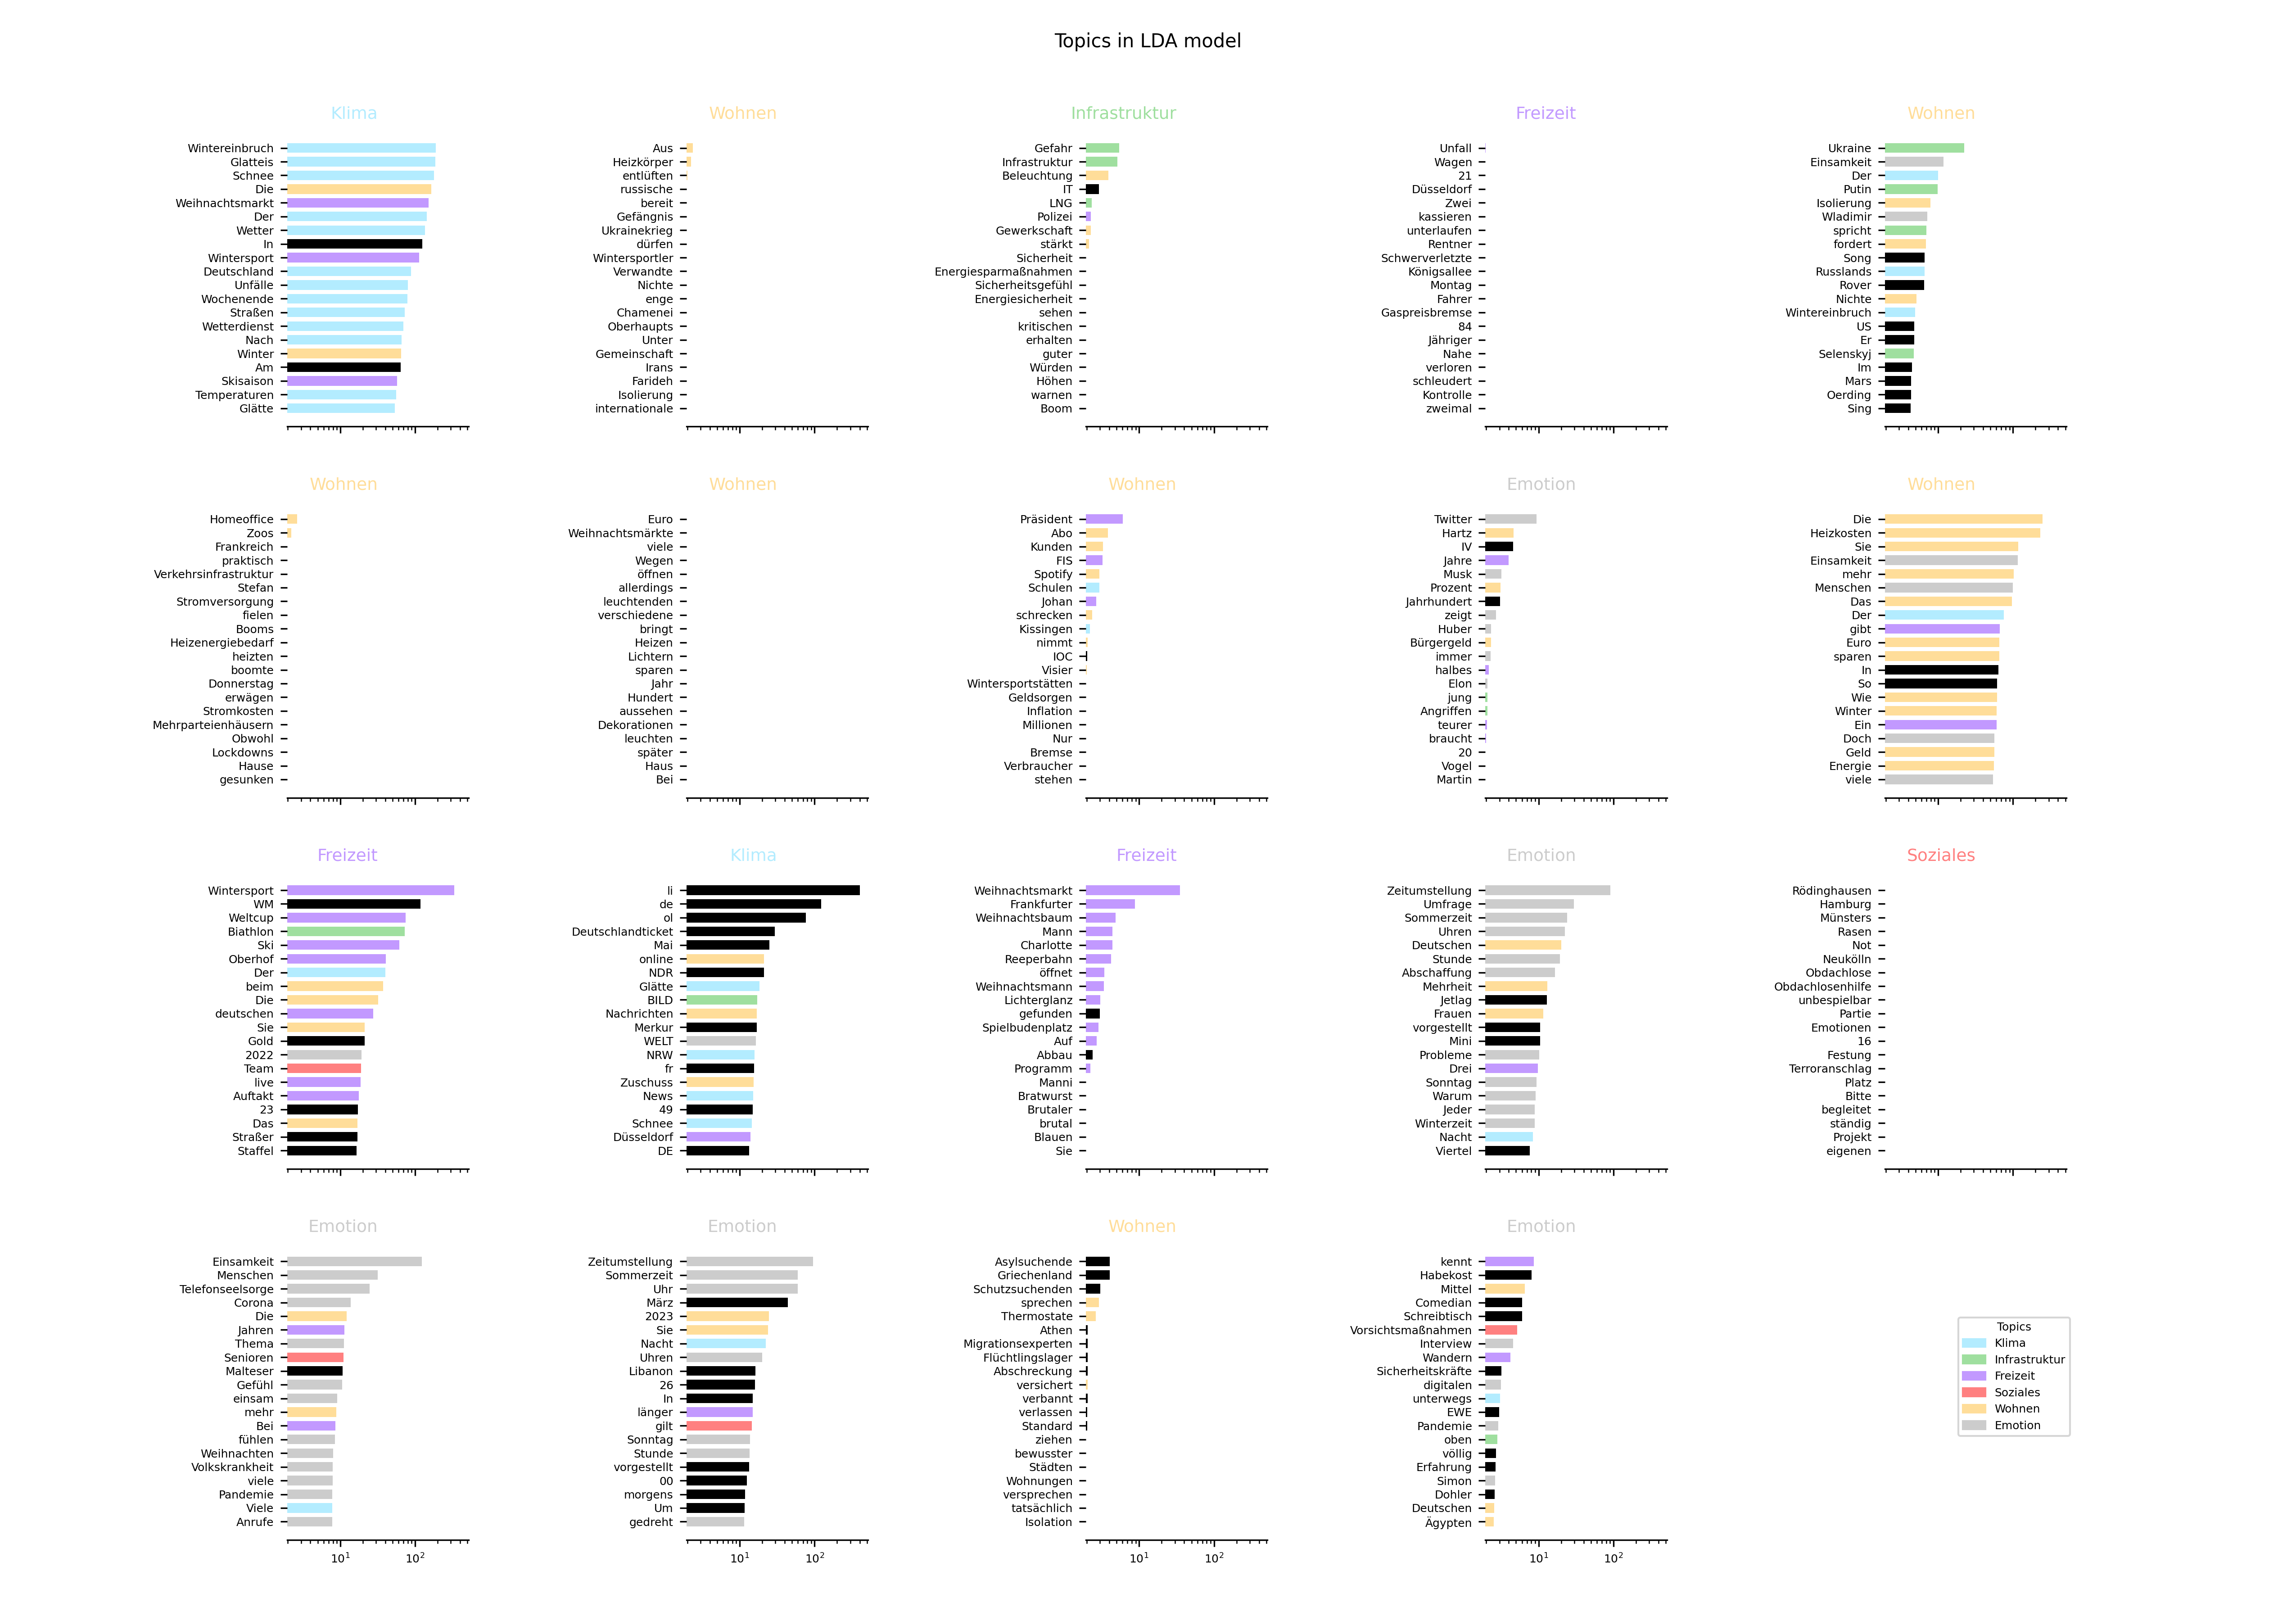 Topics in LDA model
Klima
Wintereinbruch
Glatteis
Schnee
Die
Weihnachtsmarkt
Der
Wetter
In
Wintersport
Deutschland
Unfälle
Wochenende
Straßen
Wetterdienst
Nach
Winter
Am
Skisaison
Temperaturen
Glätte
Wohnen
Aus
Heizkörper
entlüften
russische
bereit
Gefängnis
Ukrainekrieg
dürfen
Wintersportler
Verwandte
Nichte
enge
Chamenei
Oberhaupts
Unter
Gemeinschaft
Irans
Farideh
Isolierung
internationale
Infrastruktur
Gefahr
Infrastruktur
Beleuchtung
IT
LNG
Polizei
Gewerkschaft
stärkt
Sicherheit
Energiesparmaßnahmen
Sicherheitsgefühl
Energiesicherheit
sehen
kritischen
erhalten
guter
Würden
Höhen
warnen
Boom
Freizeit
Unfall
Wagen
21
Düsseldorf
Zwei
kassieren
unterlaufen
Rentner
Schwerverletzte
Königsallee
Montag
Fahrer
Gaspreisbremse
84
Jähriger
Nahe
verloren
schleudert
Kontrolle
zweimal
Wohnen
Ukraine
Einsamkeit
Der
Putin
Isolierung
Wladimir
spricht
fordert
Song
Russlands
Rover
Nichte
Wintereinbruch
US
Er
Selenskyj
Im
Mars
Oerding
Sing
Wohnen
Homeoffice
Zoos
Frankreich
praktisch
Verkehrsinfrastruktur
Stefan
Stromversorgung
fielen
Booms
Heizenergiebedarf
heizten
boomte
Donnerstag
erwägen
Stromkosten
Mehrparteienhäusern
Obwohl
Lockdowns
Hause
gesunken
Wohnen
Euro
Weihnachtsmärkte
viele
Wegen
öffnen
allerdings
leuchtenden
verschiedene
bringt
Heizen
Lichtern
sparen
Jahr
Hundert
aussehen
Dekorationen
leuchten
später
Haus
Bei
Wohnen
Präsident
Abo
Kunden
FIS
Spotify
Schulen
Johan
schrecken
Kissingen
nimmt
IOC
Visier
Wintersportstätten
Geldsorgen
Inflation
Millionen
Nur
Bremse
Verbraucher
stehen
Emotion
Twitter
Hartz
IV
Jahre
Musk
Prozent
Jahrhundert
zeigt
Huber
Bürgergeld
immer
halbes
Elon
jung
Angriffen
teurer
braucht
20
Vogel
Martin
Wohnen
Die
Heizkosten
Sie
Einsamkeit
mehr
Menschen
Das
Der
gibt
Euro
sparen
In
So
Wie
Winter
Ein
Doch
Geld
Energie
viele
Freizeit
Wintersport
WM
Weltcup
Biathlon
Ski
Oberhof
Der
beim
Die
deutschen
Sie
Gold
2022
Team
live
Auftakt
23
Das
Straßer
Staffel
Klima
li
de
ol
Deutschlandticket
Mai
online
NDR
Glätte
BILD
Nachrichten
Merkur
WELT
NRW
fr
Zuschuss
News
49
Schnee
Düsseldorf
DE
Freizeit
Weihnachtsmarkt
Frankfurter
Weihnachtsbaum
Mann
Charlotte
Reeperbahn
öffnet
Weihnachtsmann
Lichterglanz
gefunden
Spielbudenplatz
Auf
Abbau
Programm
Manni
Bratwurst
Brutaler
brutal
Blauen
Sie
Emotion
Zeitumstellung
Umfrage
Sommerzeit
Uhren
Deutschen
Stunde
Abschaffung
Mehrheit
Jetlag
Frauen
vorgestellt
Mini
Probleme
Drei
Sonntag
Warum
Jeder
Winterzeit
Nacht
Viertel
Soziales
Rödinghausen
Hamburg
Münsters
Rasen
Not
Neukölln
Obdachlose
Obdachlosenhilfe
unbespielbar
Partie
Emotionen
16
Festung
Terroranschlag
Platz
Bitte
begleitet
ständig
Projekt
eigenen
Emotion
Einsamkeit
Menschen
Telefonseelsorge
Corona
Die
Jahren
Thema
Senioren
Malteser
Gefühl
einsam
mehr
Bei
fühlen
Weihnachten
Volkskrankheit
viele
Pandemie
Viele
Anrufe
10¹ 10²
Emotion
Zeitumstellung
Sommerzeit
Uhr
März
2023
Sie
Nacht
Uhren
Libanon
26
In
länger
gilt
Sonntag
Stunde
vorgestellt
00
morgens
Um
gedreht
10¹ 10²
Wohnen
Asylsuchende
Griechenland
Schutzsuchenden
sprechen
Thermostate
Athen
Migrationsexperten
Flüchtlingslager
Abschreckung
versichert
verbannt
verlassen
Standard
ziehen
bewusster
Städten
Wohnungen
versprechen
tatsächlich
Isolation
10¹ 10²
Emotion
kennt
Habekost
Mittel
Comedian
Schreibtisch
Vorsichtsmaßnahmen
Interview
Wandern
Sicherheitskräfte
digitalen
unterwegs
EWE
Pandemie
oben
völlig
Erfahrung
Simon
Dohler
Deutschen
Ägypten
10¹ 10²
Topics
Klima
Infrastruktur
Freizeit
Soziales
Wohnen
Emotion